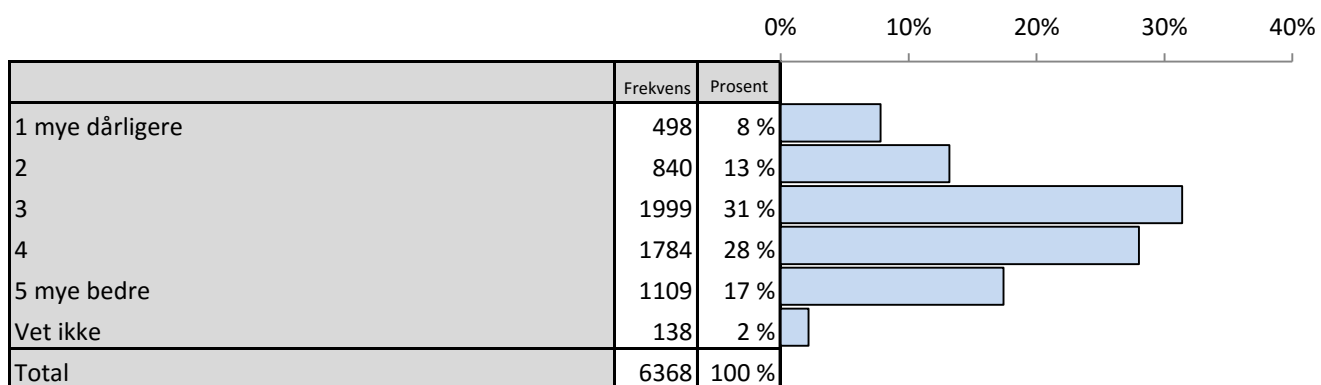 0% 10% 20% 30% 40%
Frekvens Prosent
1 mye dårligere 498 8 %
2 840 13 %
3 1999 31 %
4 1784 28 %
5 mye bedre 1109 17 %
Vet ikke 138 2 %
Total 6368 100 %